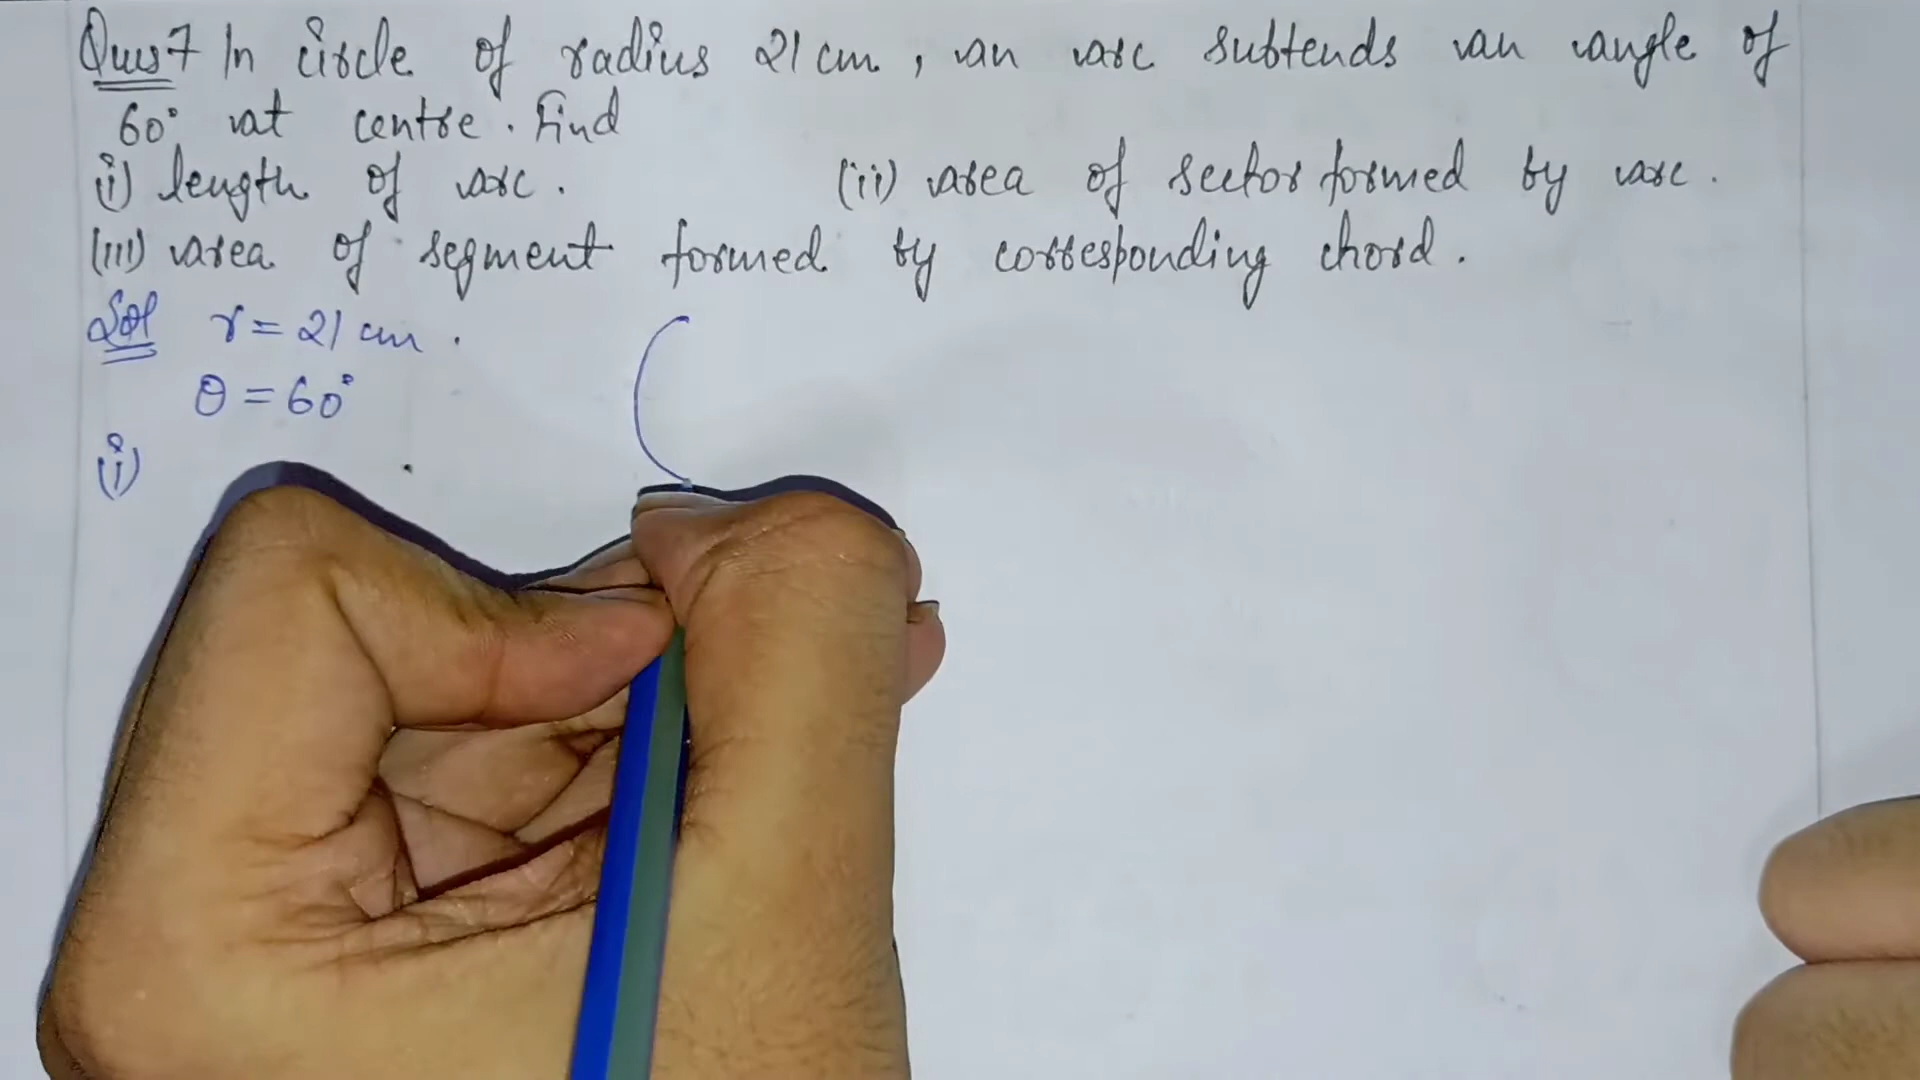 Ques 7 In circle of radius 21 cm, an arc subtends an angle of
60° at centre. Find
(i) length of arc. (ii) area of sector formed by arc.
(iii) area of segment formed by corresponding chord.
Sol r = 21 cm.
θ = 60°
(i)